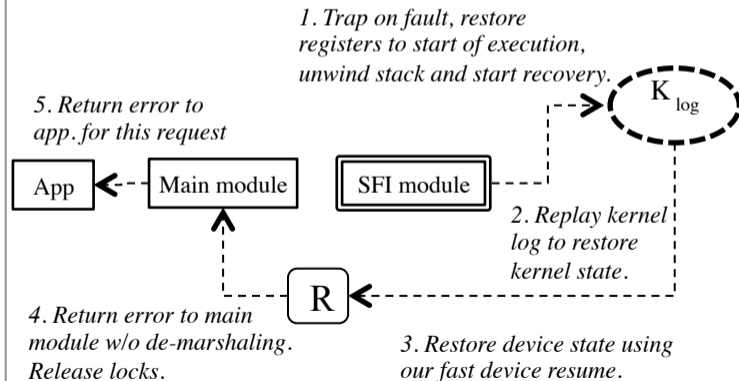 1. Trap on fault, restore
registers to start of execution,
unwind stack and start recovery.
K log
5. Return error to
app. for this request
App
Main module
SFI module
2. Replay kernel
log to restore
kernel state.
R
4. Return error to main
module w/o de-marshaling.
Release locks.
3. Restore device state using
our fast device resume.